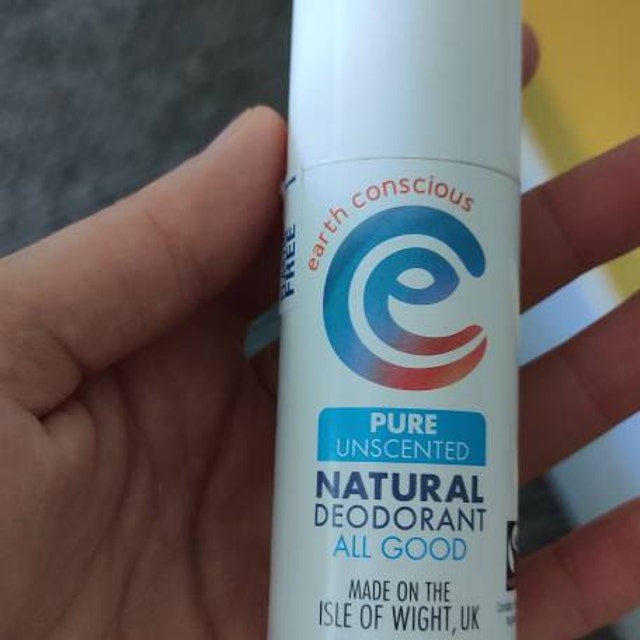 earth conscious
FREE
PURE
UNSCENTED
NATURAL
DEODORANT
ALL GOOD
MADE ON THE
ISLE OF WIGHT, UK